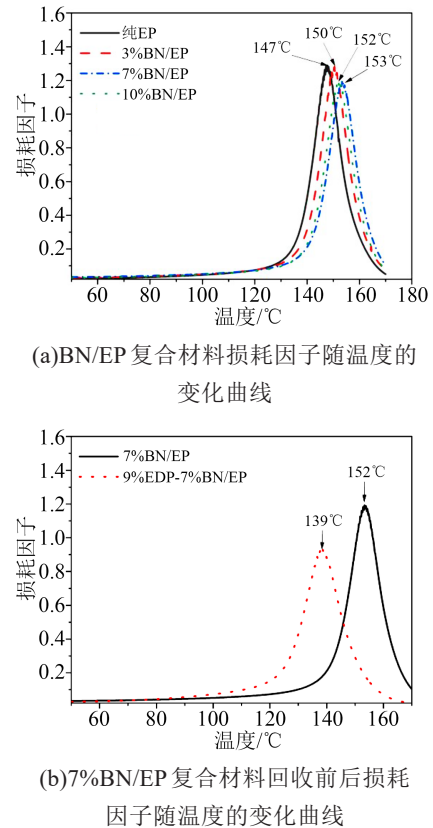 纯EP
3%BN/EP
7%BN/EP
10%BN/EP
147℃
150℃
152℃
153℃
1.6
1.4
1.2
1.0
0.8
0.6
0.4
0.2
损耗因子
60 80 100 120 140 160 180
温度/℃
(a)BN/EP复合材料损耗因子随温度的
变化曲线
7%BN/EP
9%EDP-7%BN/EP
152℃
139℃
1.6
1.4
1.2
1.0
0.8
0.6
0.4
0.2
损耗因子
60 80 100 120 140 160
温度/℃
(b)7%BN/EP复合材料回收前后损耗
因子随温度的变化曲线